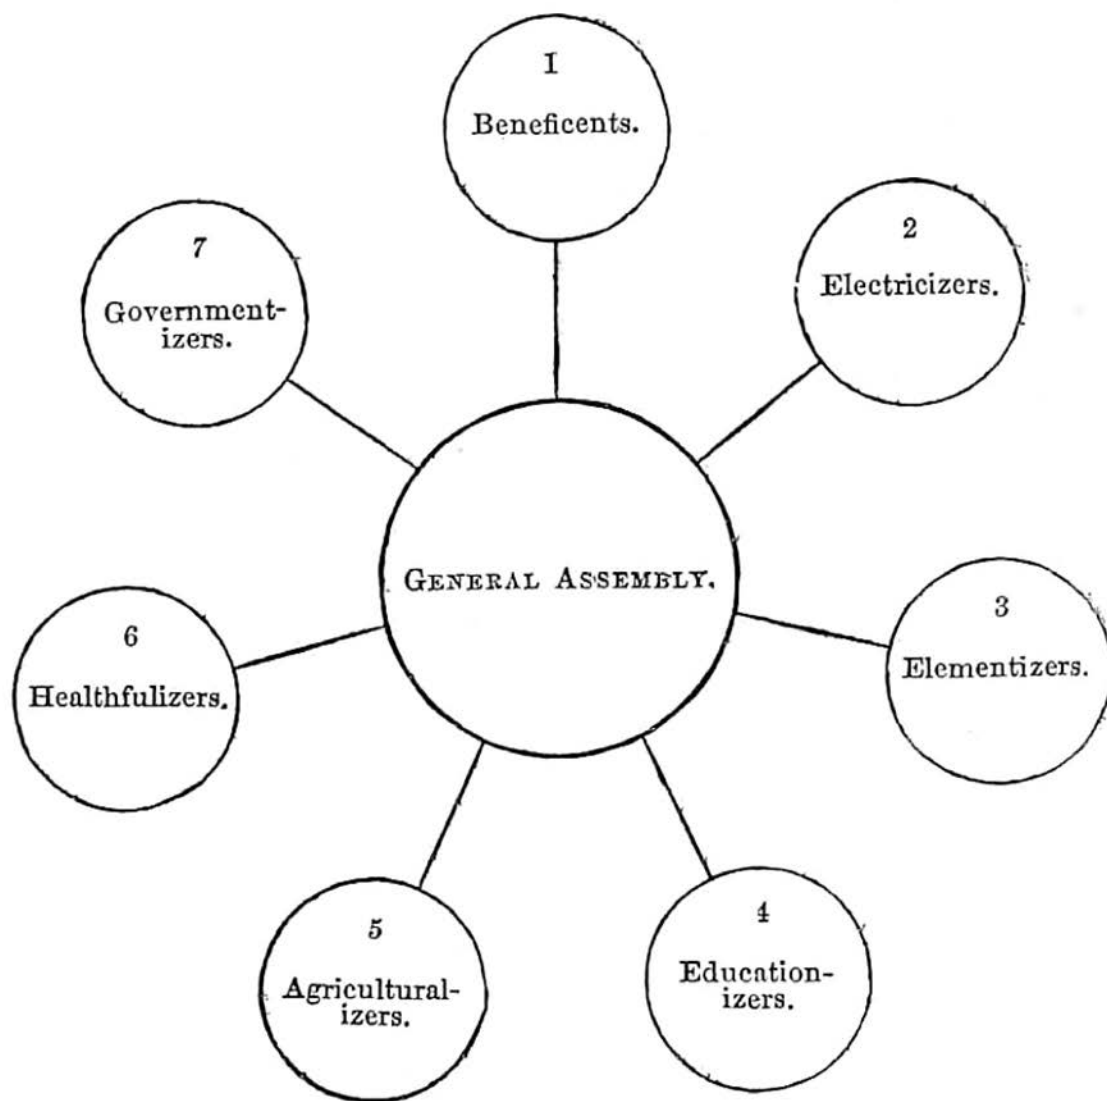 1
Beneficents.
2
Electricizers.
7
Government-
izers.
GENERAL ASSEMBLY.
3
Elementizers.
6
Healthfulizers.
4
Education-
izers.
5
Agricultural-
izers.